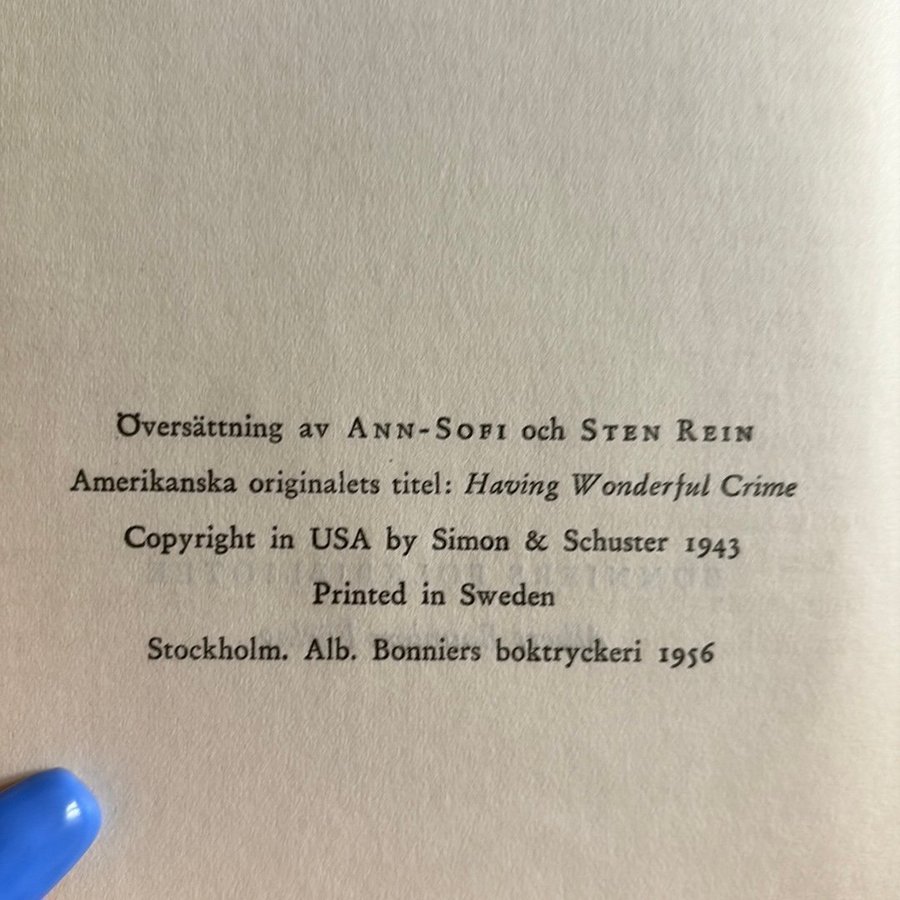 Översättning av Ann-Sofi och Sten Rein
Amerikanska originalets titel: Having Wonderful Crime
Copyright in USA by Simon & Schuster 1943
Printed in Sweden
Stockholm. Alb. Bonniers boktryckeri 1956